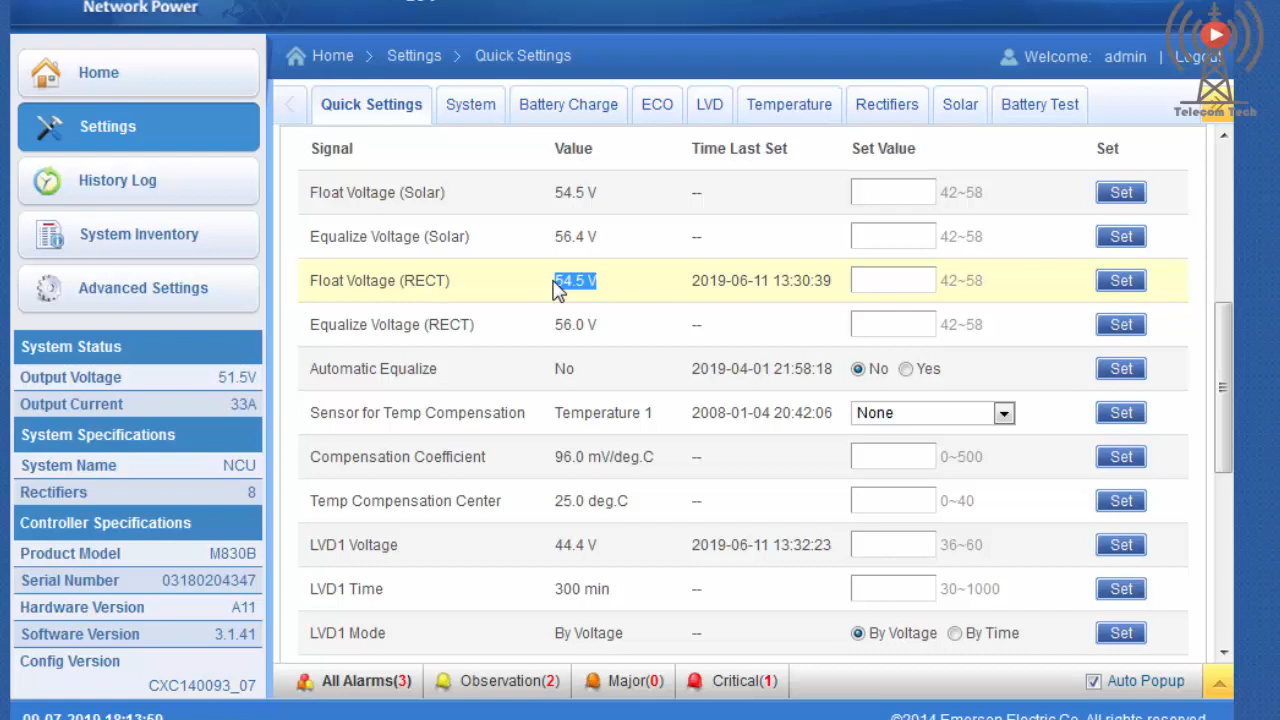 Network Power
Home > Settings > Quick Settings
Welcome: admin | Logout
Telecom Tech
Home
Settings
History Log
System Inventory
Advanced Settings
System Status
Output Voltage 51.5V
Output Current 33A
System Specifications
System Name NCU
Rectifiers 8
Controller Specifications
Product Model M830B
Serial Number 03180204347
Hardware Version A11
Software Version 3.1.41
Config Version
CXC140093_07
Quick Settings System Battery Charge ECO LVD Temperature Rectifiers Solar Battery Test
Signal Value Time Last Set Set Value Set
Float Voltage (Solar) 54.5 V -- 42~58 Set
Equalize Voltage (Solar) 56.4 V -- 42~58 Set
Float Voltage (RECT) 54.5 V 2019-06-11 13:30:39 42~58 Set
Equalize Voltage (RECT) 56.0 V -- 42~58 Set
Automatic Equalize No 2019-04-01 21:58:18 No Yes Set
Sensor for Temp Compensation Temperature 1 2008-01-04 20:42:06 None Set
Compensation Coefficient 96.0 mV/deg.C -- 0~500 Set
Temp Compensation Center 25.0 deg.C -- 0~40 Set
LVD1 Voltage 44.4 V 2019-06-11 13:32:23 36~60 Set
LVD1 Time 300 min -- 30~1000 Set
LVD1 Mode By Voltage -- By Voltage By Time Set
All Alarms(3) Observation(2) Major(0) Critical(1) Auto Popup
©2014 Emerson Electric Co. All rights reserved